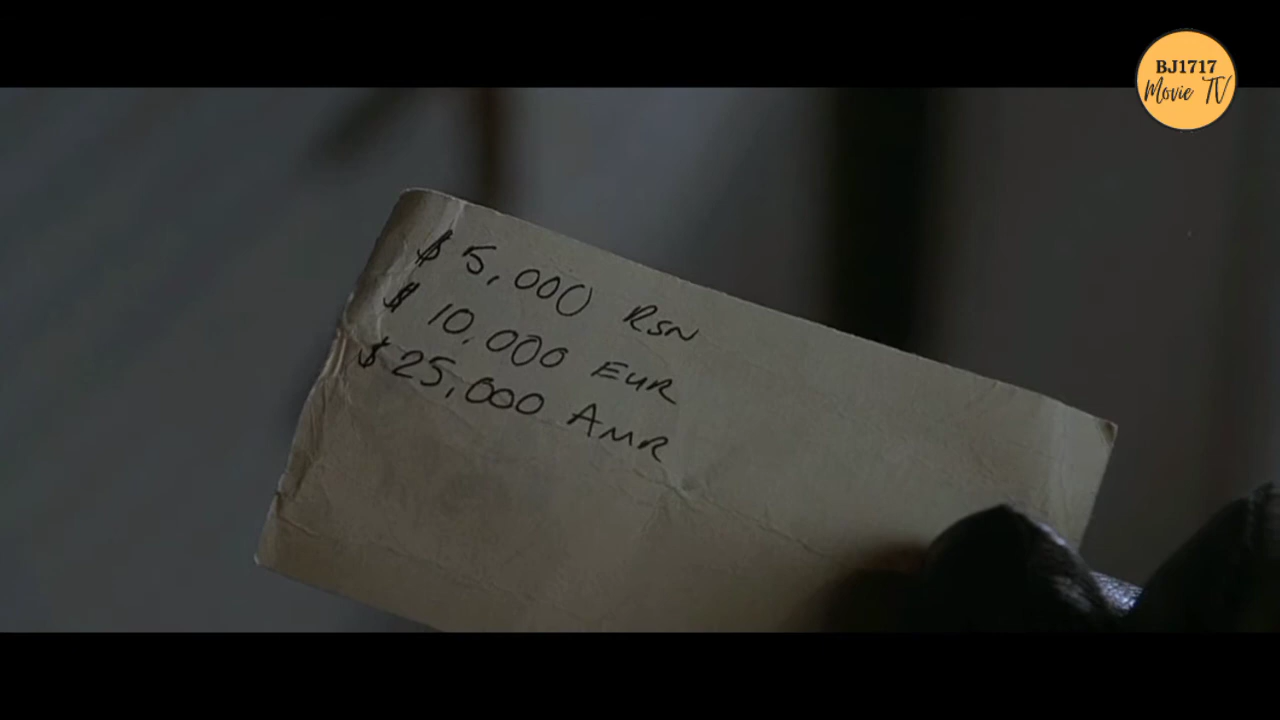 BJ1717
Movie TV
$ 5,000 RSN
$ 10,000 EUR
$ 25,000 AMR